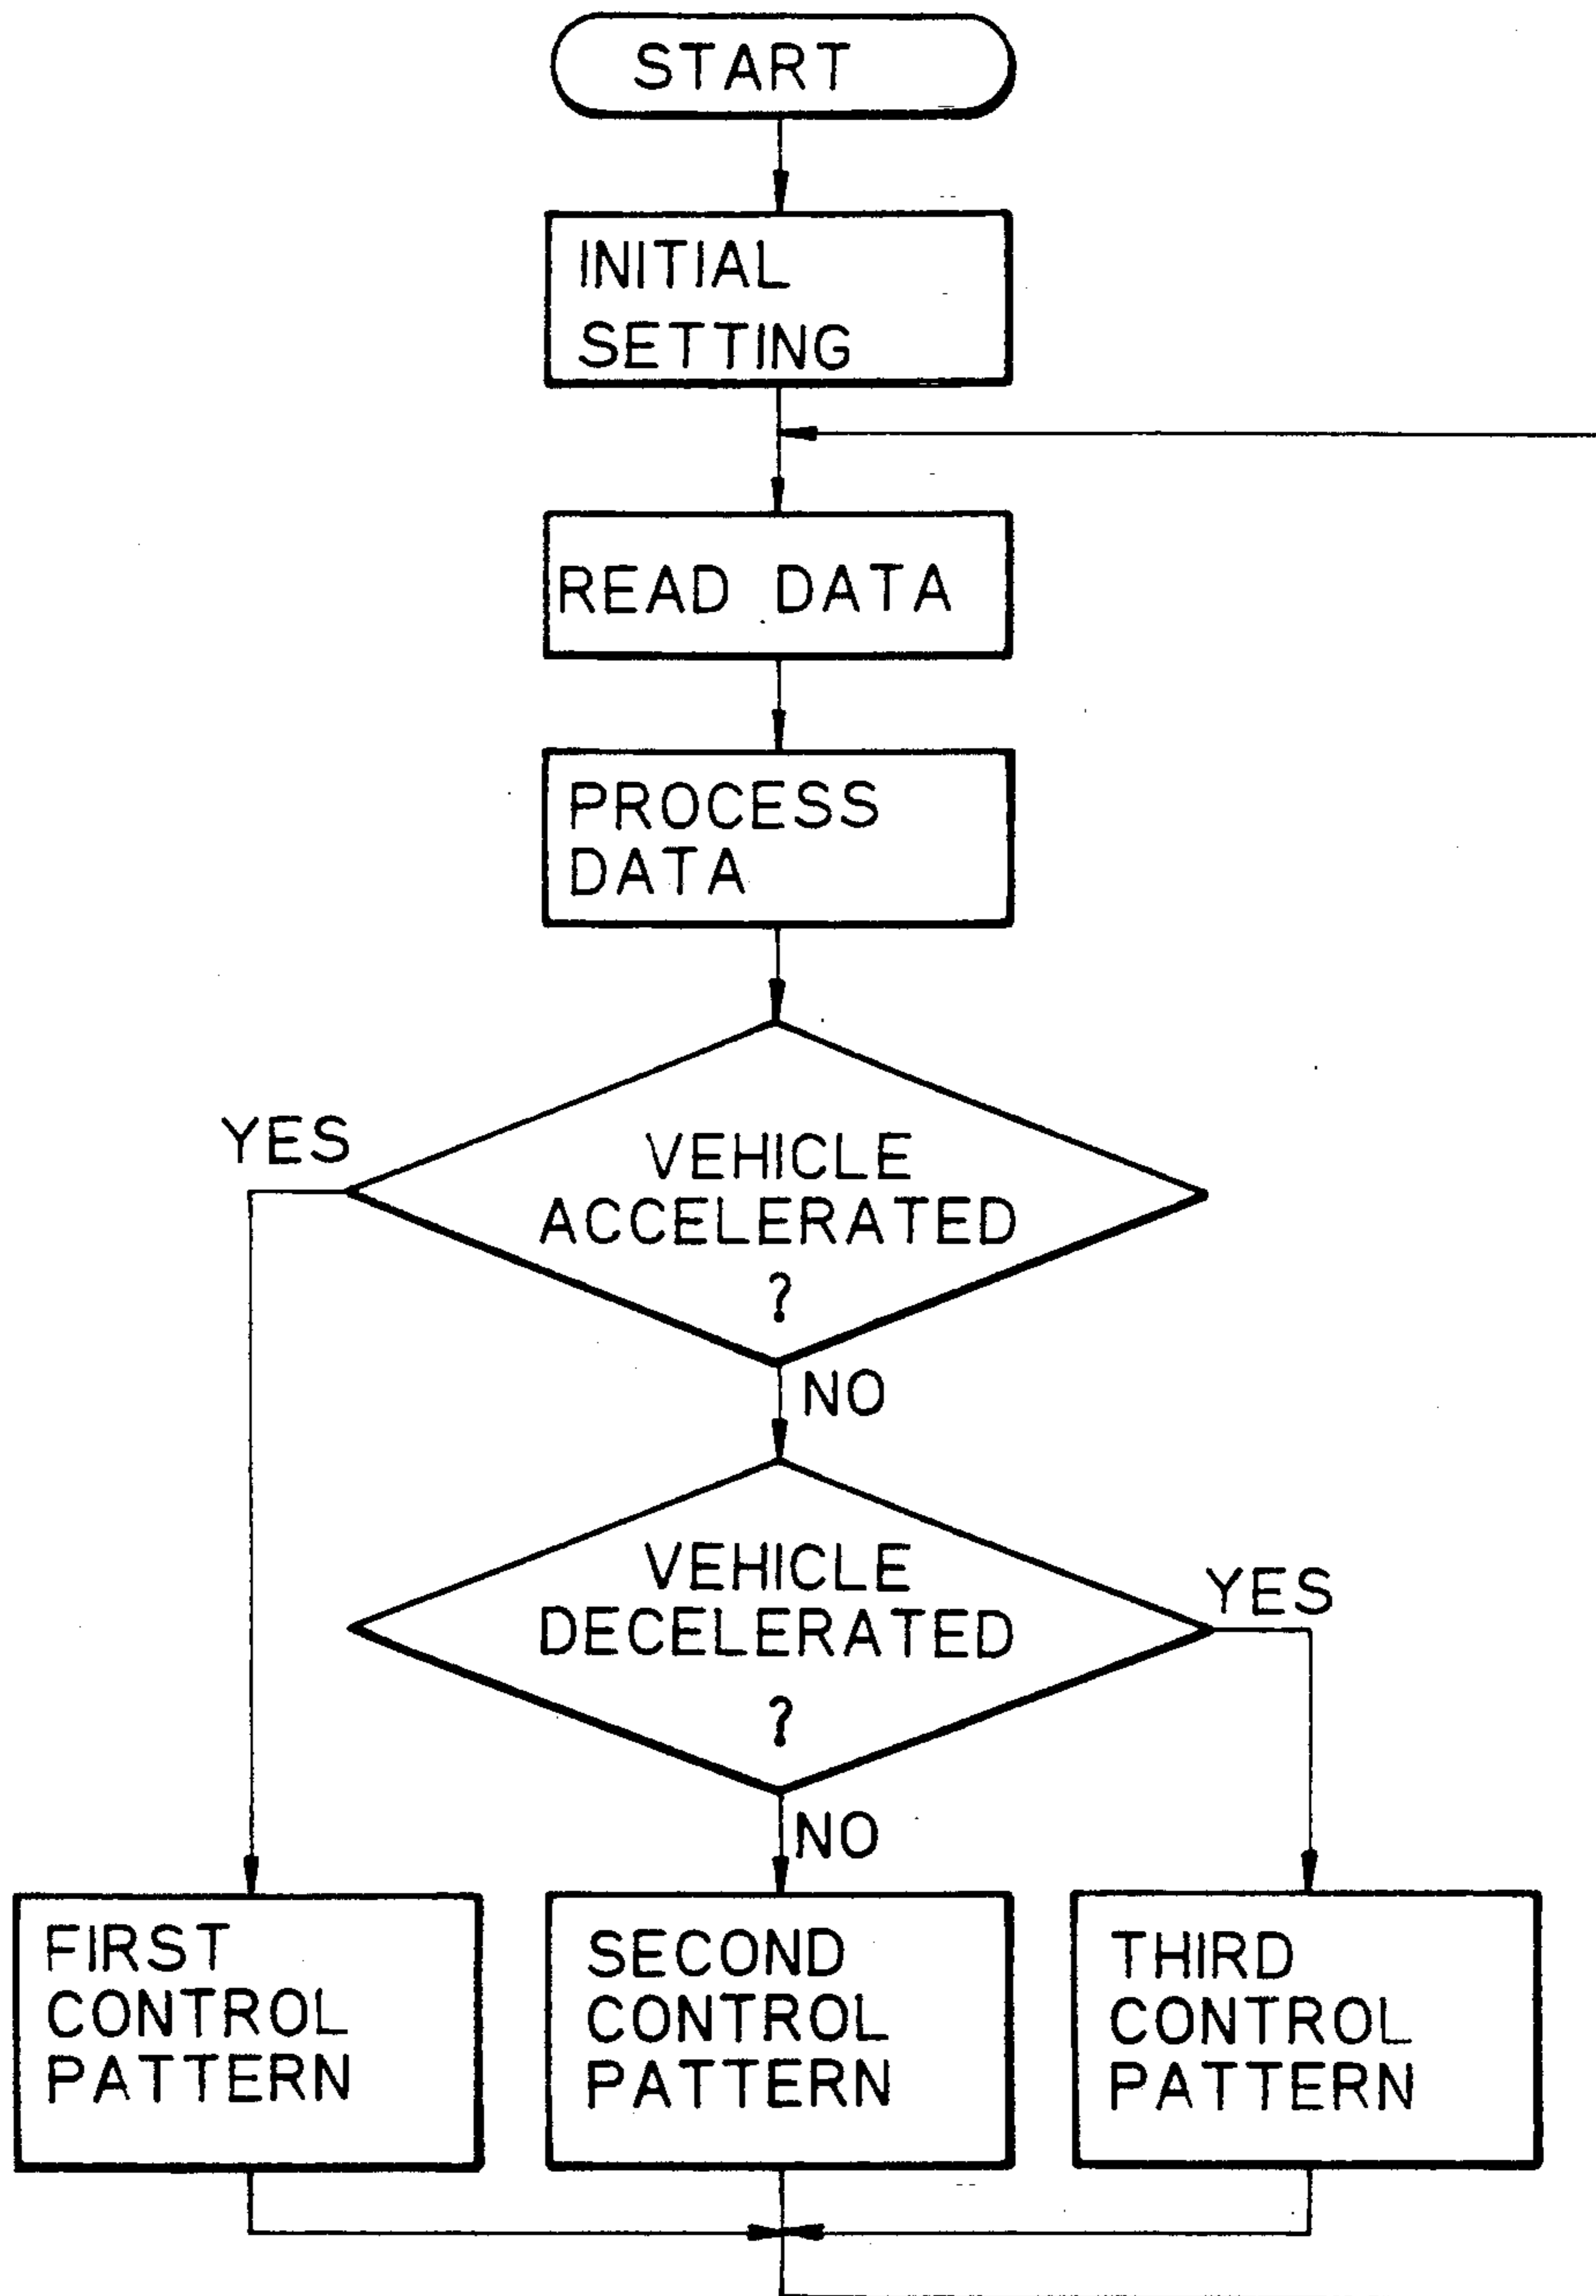 START
INITIAL
SETTING
READ DATA
PROCESS
DATA
YES
VEHICLE
ACCELERATED
?
NO
VEHICLE
DECELERATED
?
YES
NO
FIRST
CONTROL
PATTERN
SECOND
CONTROL
PATTERN
THIRD
CONTROL
PATTERN